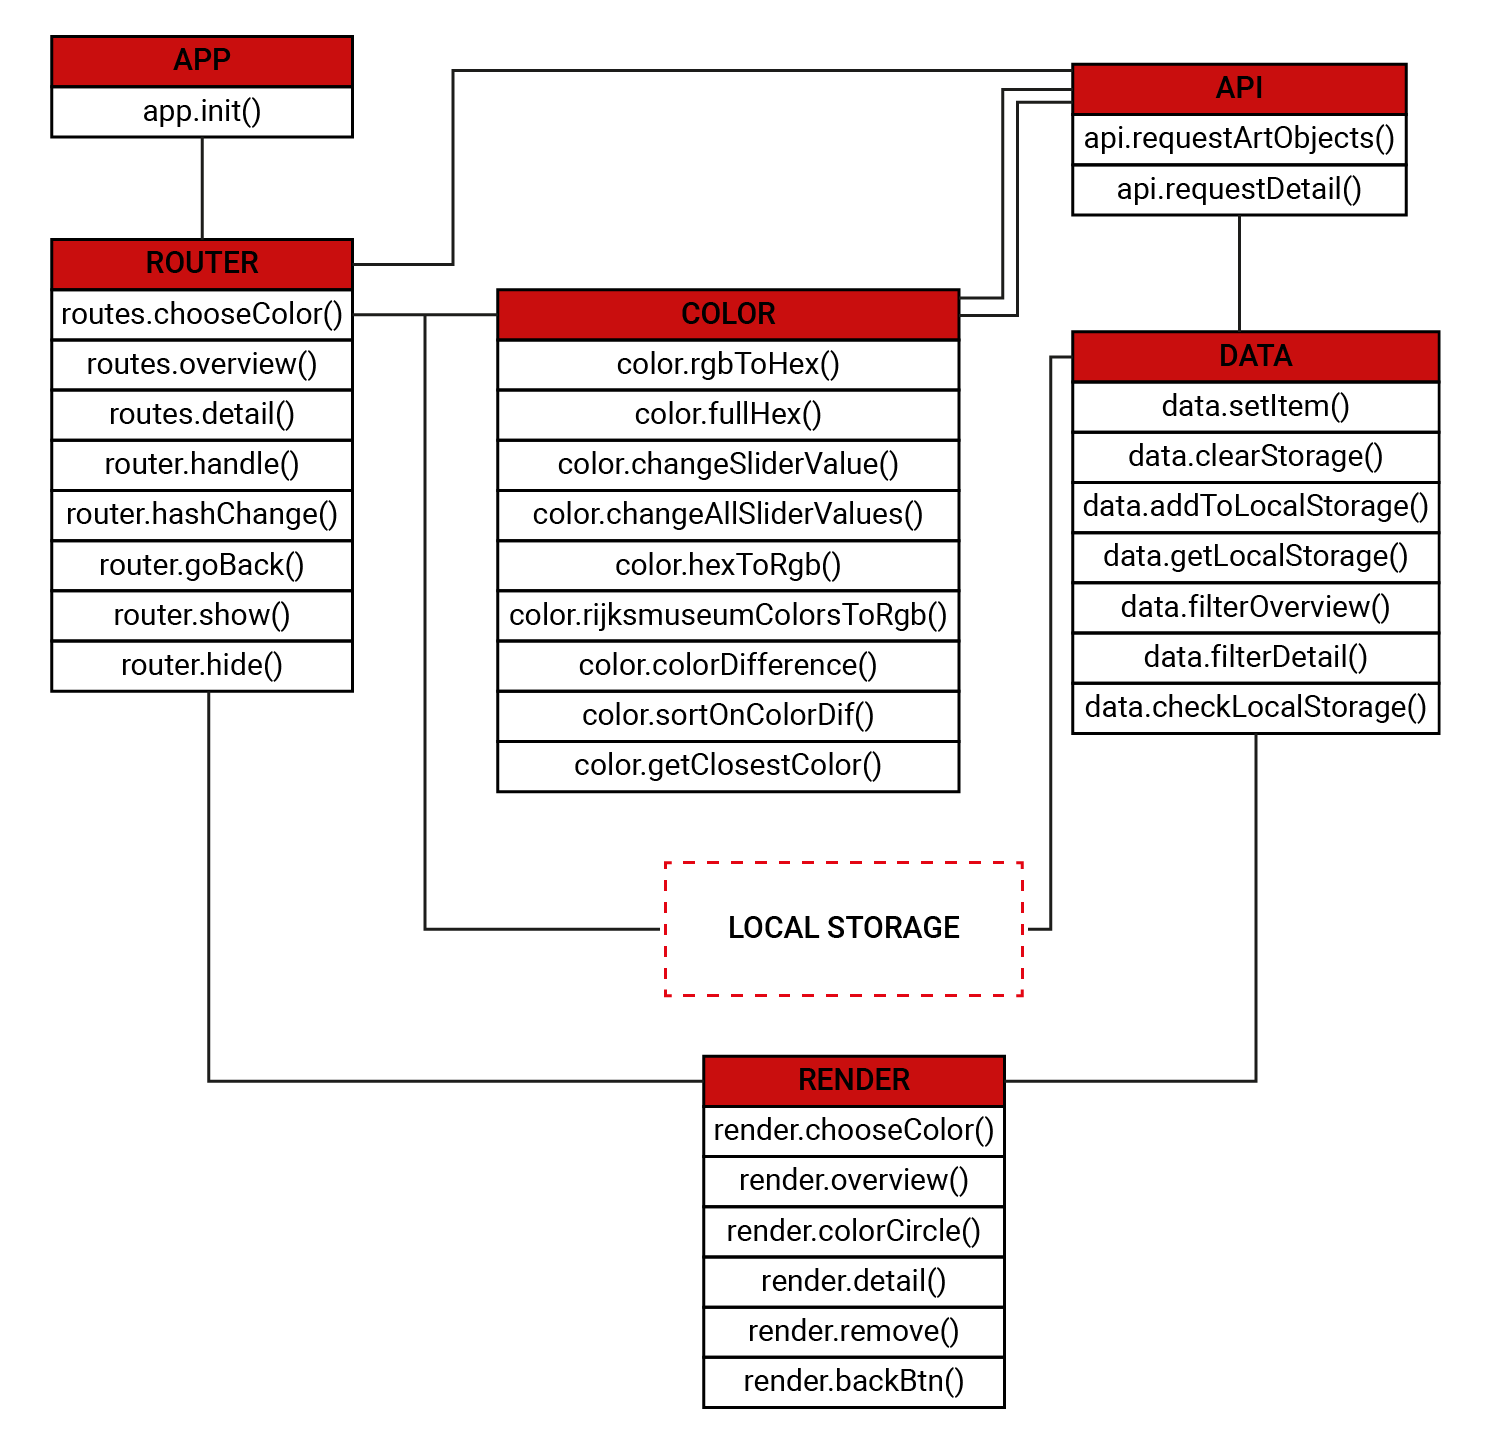 APP
app.init()
API
api.requestArtObjects()
api.requestDetail()
ROUTER
routes.chooseColor()
routes.overview()
routes.detail()
router.handle()
router.hashChange()
router.goBack()
router.show()
router.hide()
COLOR
color.rgbToHex()
color.fullHex()
color.changeSliderValue()
color.changeAllSliderValues()
color.hexToRgb()
color.rijksmuseumColorsToRgb()
color.colorDifference()
color.sortOnColorDif()
color.getClosestColor()
DATA
data.setItem()
data.clearStorage()
data.addToLocalStorage()
data.getLocalStorage()
data.filterOverview()
data.filterDetail()
data.checkLocalStorage()
LOCAL STORAGE
RENDER
render.chooseColor()
render.overview()
render.colorCircle()
render.detail()
render.remove()
render.backBtn()